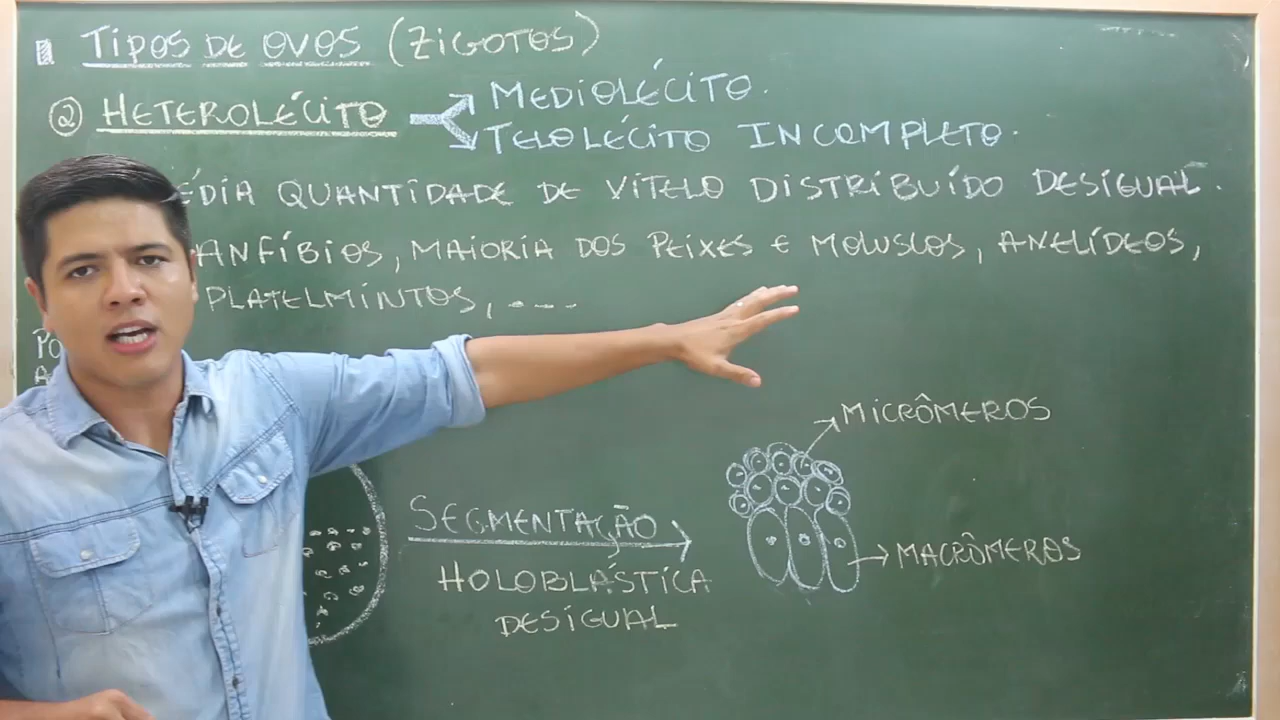 TIPOS DE OVOS (ZIGOTOS)
② HETEROLÉCITO
MEDIOLÉCITO.
TELOLÉCITO INCOMPLETO.
ÉDIA QUANTIDADE DE VITELO DISTRIBUÍDO DESIGUAL.
ANFÍBIOS, MAIORIA DOS PEIXES E MOLUSCOS, ANELÍDEOS,
PLATELMINTOS, ----
PO
MICRÔMEROS
SEGMENTAÇÃO
HOLOBLÁSTICA
DESIGUAL
MACRÔMEROS